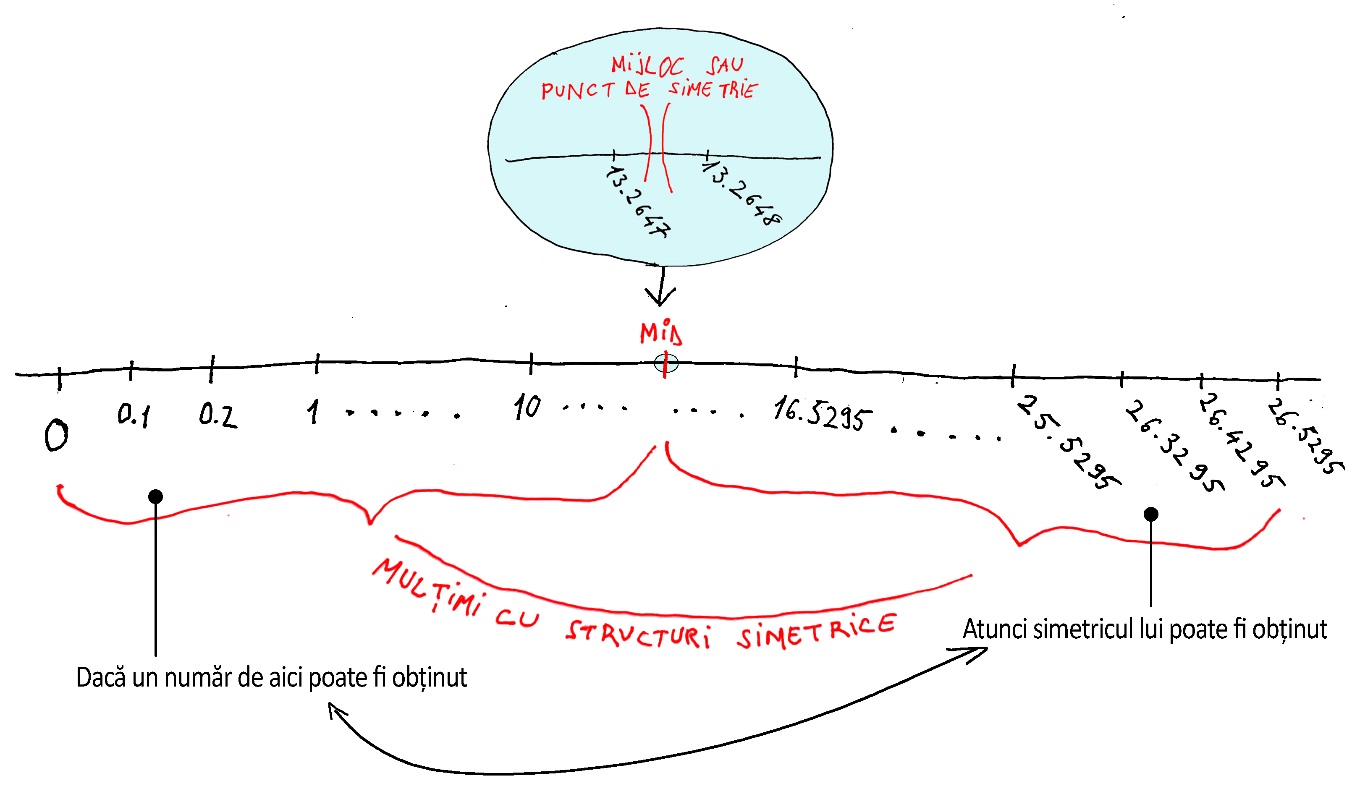 MIJLOC SAU
PUNCT DE SIMETRIE
13.2647
13.2648
MID
0
0.1
0.2
1 . . . . . .
10 . . . .
. . . .
16.5295 . . . . .
25.5295
26.3295
26.4295
26.5295
MULȚIMI CU STRUCTURI SIMETRICE
Atunci simetricul lui poate fi obținut
Dacă un număr de aici poate fi obținut